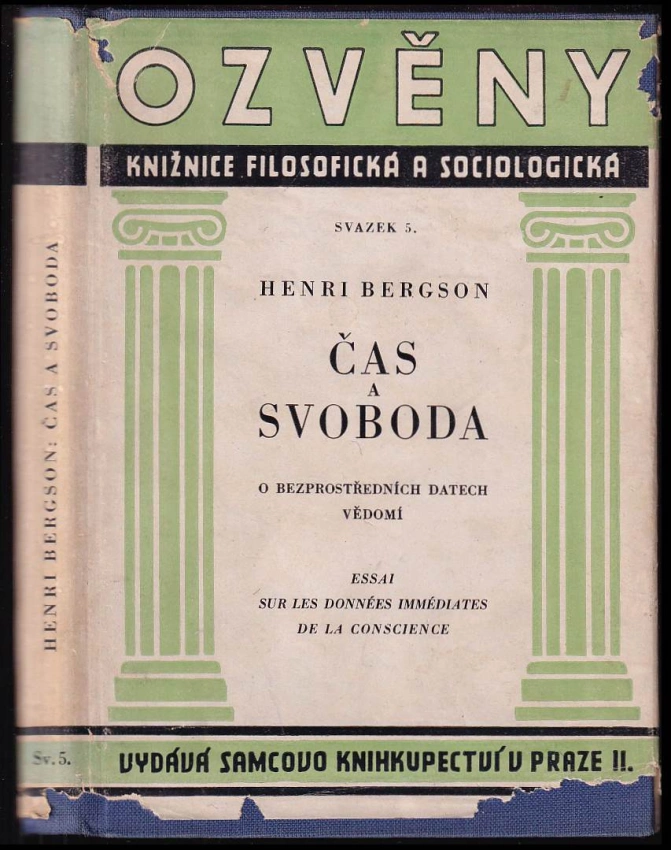 OZVĚNY
KNIŽNICE FILOSOFICKÁ A SOCIOLOGICKÁ
SVAZEK 5.
HENRI BERGSON
ČAS
A
SVOBODA
O BEZPROSTŘEDNÍCH DATECH
VĚDOMÍ
ESSAI
SUR LES DONNÉES IMMÉDIATES
DE LA CONSCIENCE
VYDÁVÁ SAMCOVO KNIHKUPECTVÍ V PRAZE II.
HENRI BERGSON: ČAS A SVOBODA
Sv. 5.